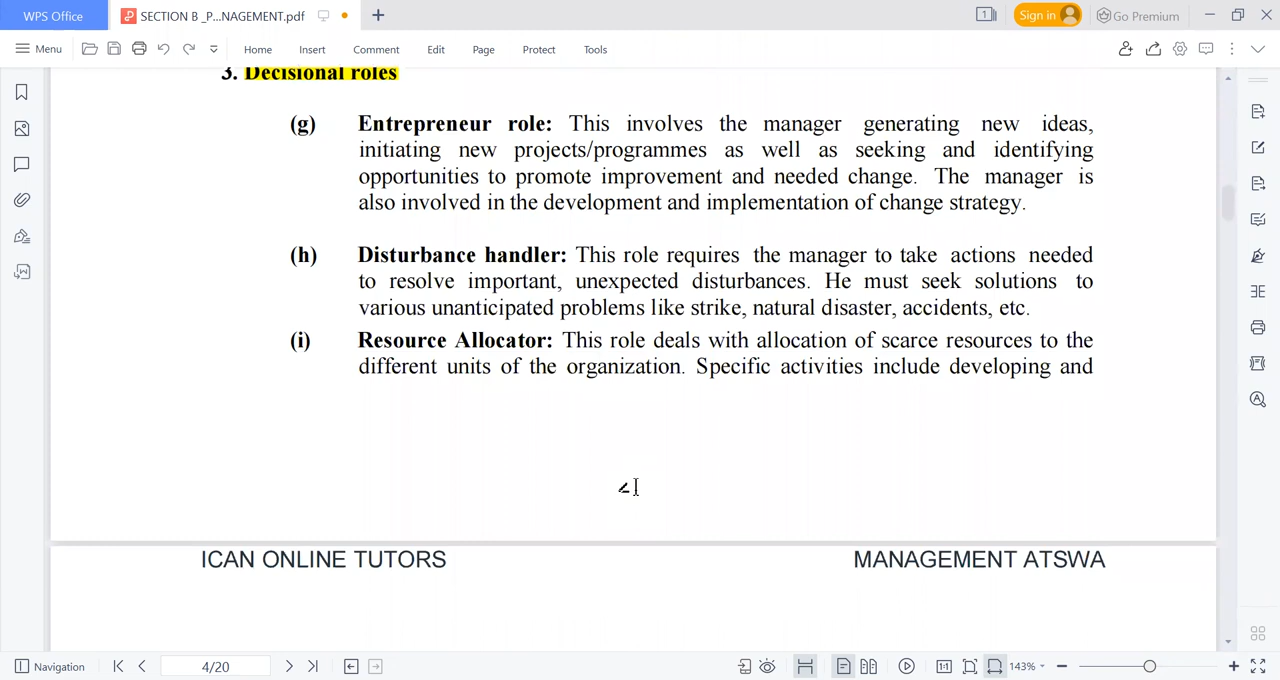 WPS Office
SECTION B _P...NAGEMENT.pdf
1
Sign in
Go Premium
Menu
Home
Insert
Comment
Edit
Page
Protect
Tools
3. Decisional roles
(g) Entrepreneur role: This involves the manager generating new ideas,
initiating new projects/programmes as well as seeking and identifying
opportunities to promote improvement and needed change. The manager is
also involved in the development and implementation of change strategy.
(h) Disturbance handler: This role requires the manager to take actions needed
to resolve important, unexpected disturbances. He must seek solutions to
various unanticipated problems like strike, natural disaster, accidents, etc.
(i) Resource Allocator: This role deals with allocation of scarce resources to the
different units of the organization. Specific activities include developing and
ICAN ONLINE TUTORS
MANAGEMENT ATSWA
Navigation
4/20
1:1
143%